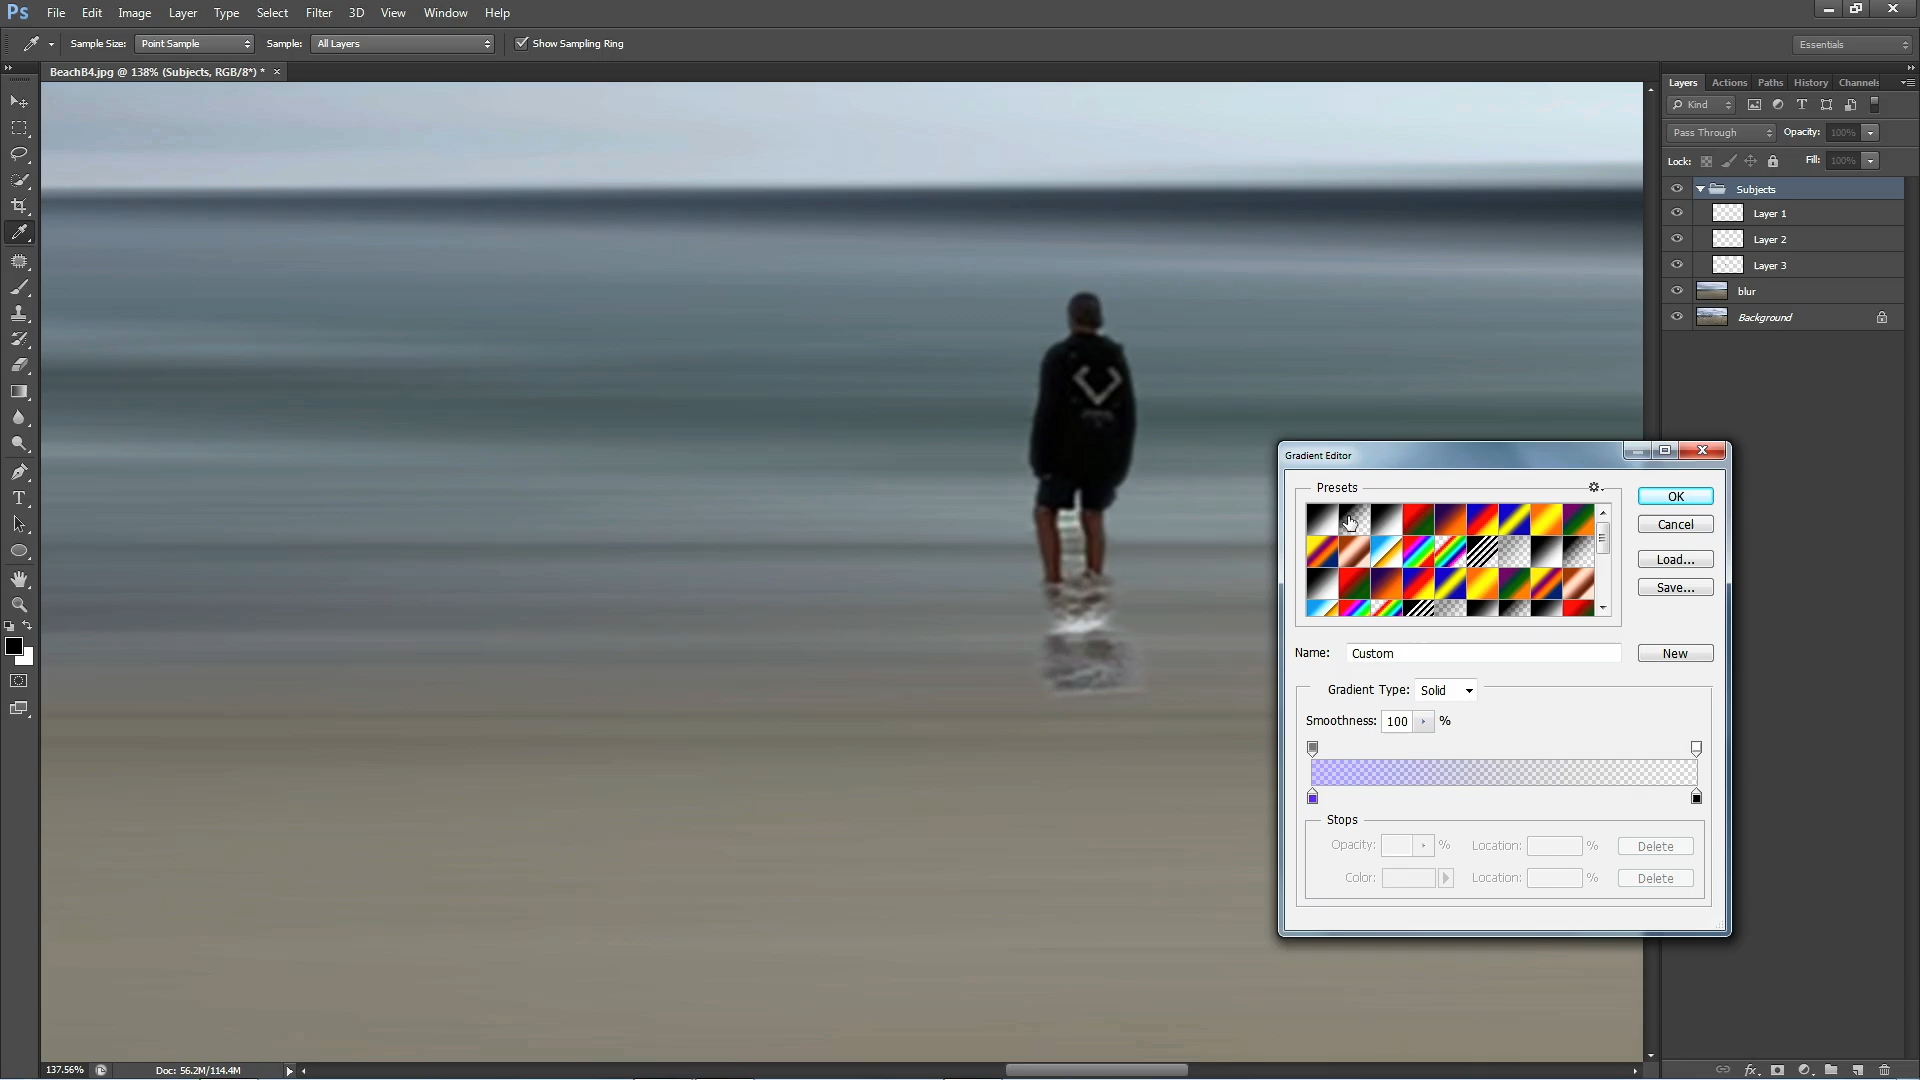 Ps File Edit Image Layer Type Select Filter 3D View Window Help
Sample Size: Point Sample Sample: All Layers Show Sampling Ring Essentials
BeachB4.jpg @ 138% (Subjects, RGB/8*) * ×
Layers Actions Paths History Channels
Kind
Pass Through Opacity: 100%
Lock: Fill: 100%
Subjects
Layer 1
Layer 2
Layer 3
blur
Background
Gradient Editor
Presets
OK
Cancel
Load...
Save...
Name: Custom New
Gradient Type: Solid
Smoothness: 100 %
Stops
Opacity: % Location: % Delete
Color: Location: % Delete
137.56% Doc: 56.2M/114.4M